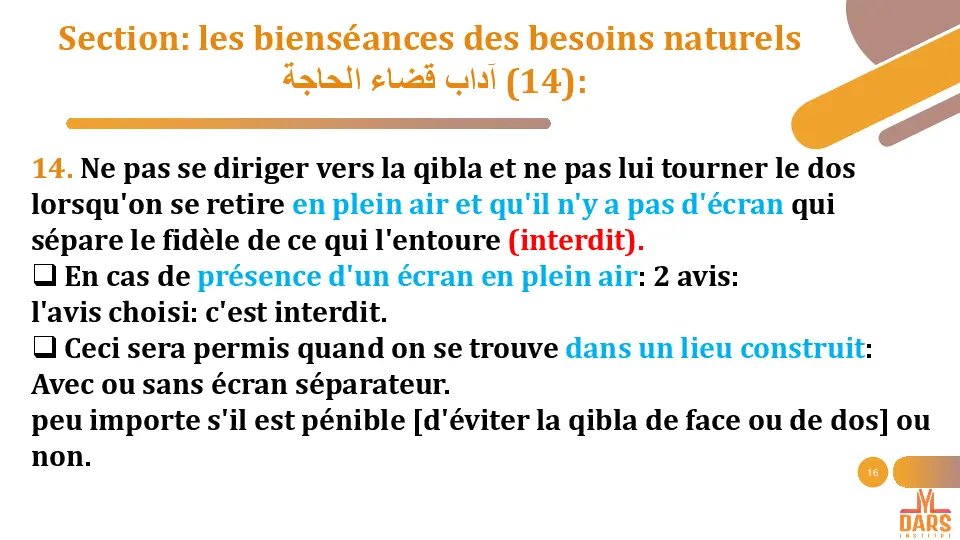 Section: les bienséances des besoins naturels
آداب قضاء الحاجة (14):
14. Ne pas se diriger vers la qibla et ne pas lui tourner le dos
lorsqu'on se retire en plein air et qu'il n'y a pas d'écran qui
sépare le fidèle de ce qui l'entoure (interdit).
❑ En cas de présence d'un écran en plein air: 2 avis:
l'avis choisi: c'est interdit.
❑ Ceci sera permis quand on se trouve dans un lieu construit:
Avec ou sans écran séparateur.
peu importe s'il est pénible [d'éviter la qibla de face ou de dos] ou
non.
16
DARS
INSTITUT